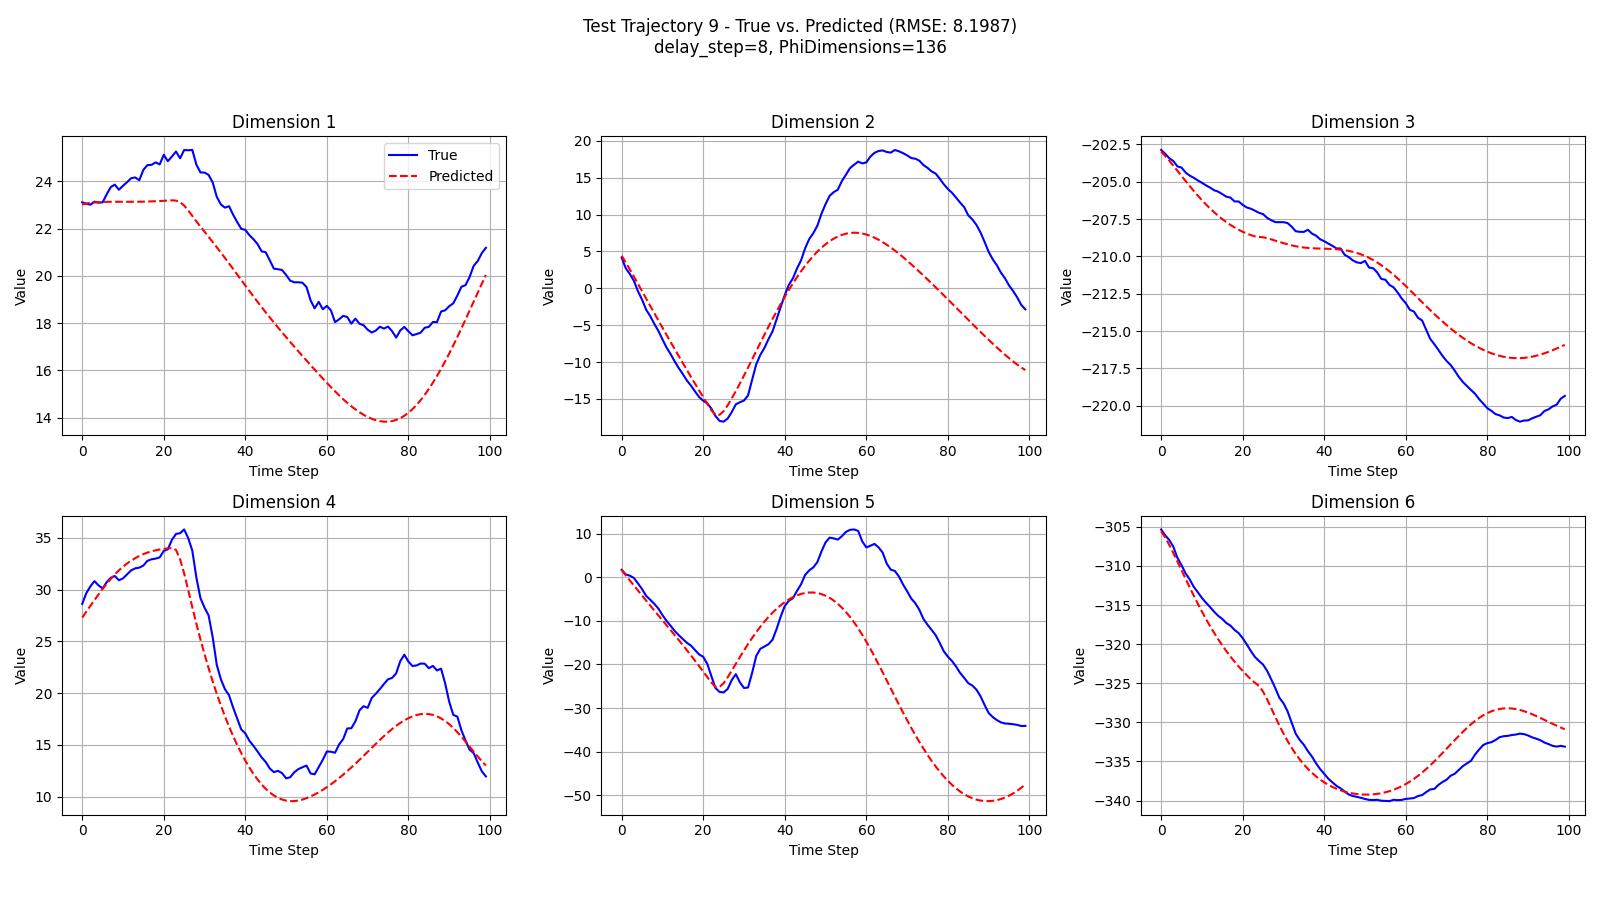 Test Trajectory 9 - True vs. Predicted (RMSE: 8.1987)
delay_step=8, PhiDimensions=136
Dimension 1
True
Predicted
24
22
20
18
16
14
Value
0 20 40 60 80 100
Time Step
Dimension 2
20
15
10
5
0
−5
−10
−15
Value
0 20 40 60 80 100
Time Step
Dimension 3
−202.5
−205.0
−207.5
−210.0
−212.5
−215.0
−217.5
−220.0
Value
0 20 40 60 80 100
Time Step
Dimension 4
35
30
25
20
15
10
Value
0 20 40 60 80 100
Time Step
Dimension 5
10
0
−10
−20
−30
−40
−50
Value
0 20 40 60 80 100
Time Step
Dimension 6
−305
−310
−315
−320
−325
−330
−335
−340
Value
0 20 40 60 80 100
Time Step